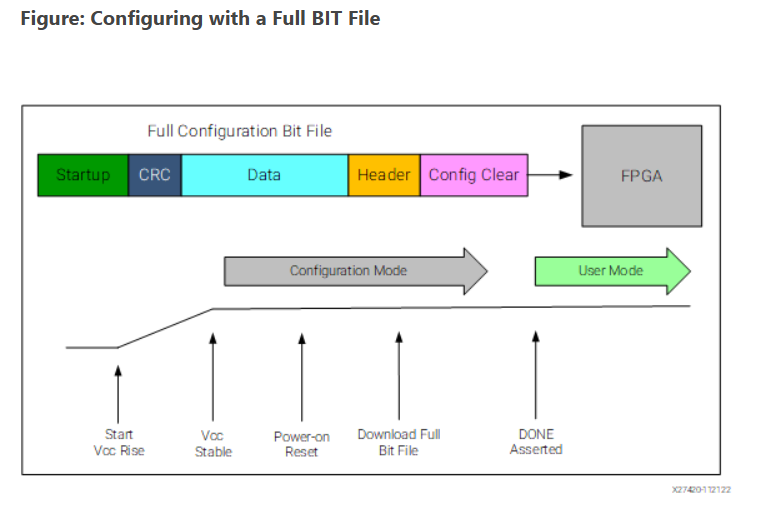 Figure: Configuring with a Full BIT File
Full Configuration Bit File
Startup CRC Data Header Config Clear FPGA
Configuration Mode User Mode
Start
Vcc Rise
Vcc
Stable
Power-on
Reset
Download Full
Bit File
DONE
Asserted
X27420-112122